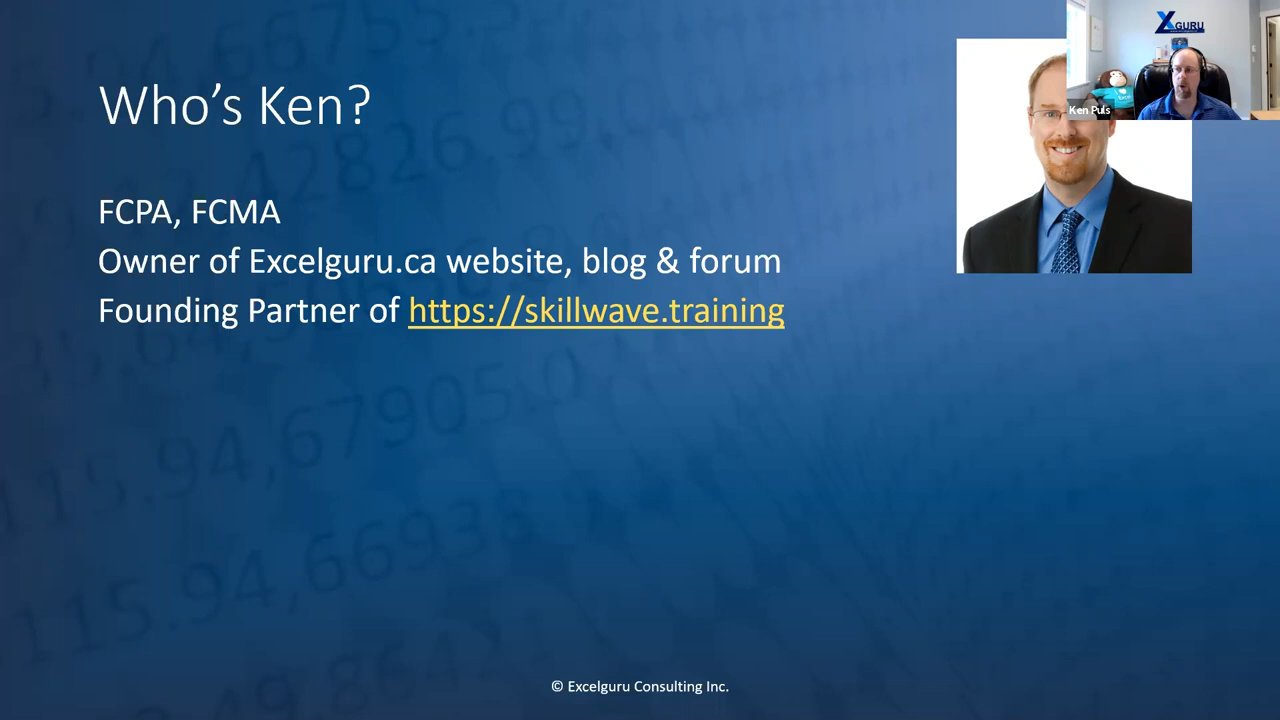 Who's Ken?
FCPA, FCMA
Owner of Excelguru.ca website, blog & forum
Founding Partner of https://skillwave.training
XGURU
Ken Puls
© Excelguru Consulting Inc.